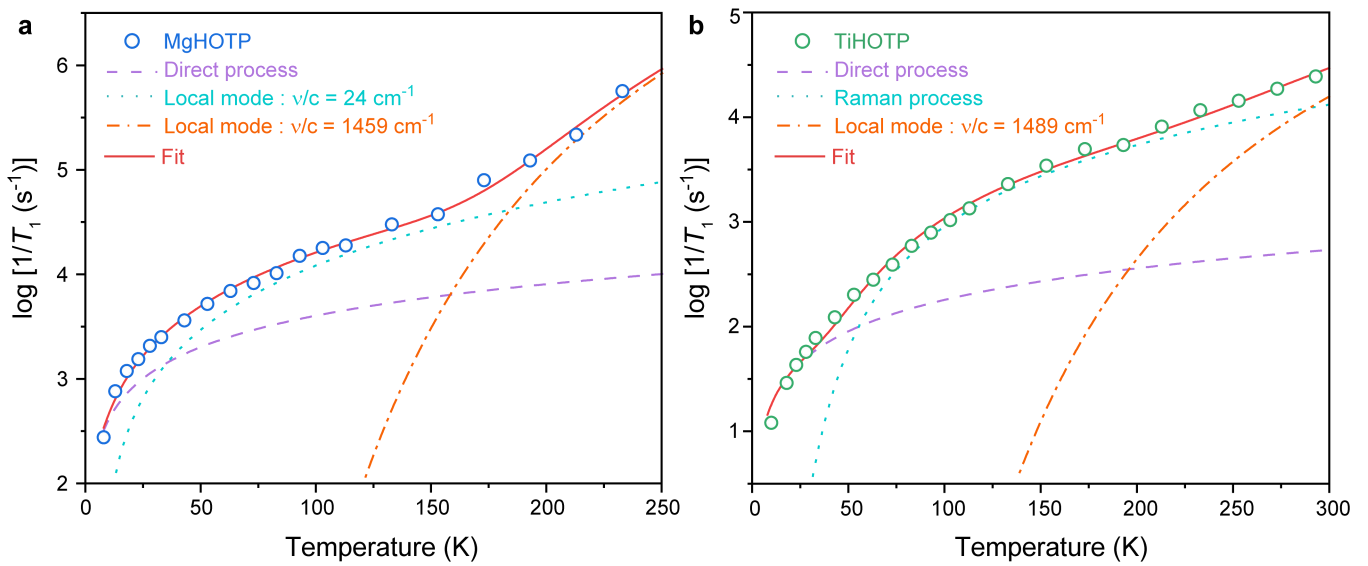 a
MgHOTP
Direct process
Local mode : ν/c = 24 cm⁻¹
Local mode : ν/c = 1459 cm⁻¹
Fit
log [1/T₁ (s⁻¹)]
6
5
4
3
2
0 50 100 150 200 250
Temperature (K)
b
TiHOTP
Direct process
Raman process
Local mode : ν/c = 1489 cm⁻¹
Fit
log [1/T₁ (s⁻¹)]
5
4
3
2
1
0 50 100 150 200 250 300
Temperature (K)